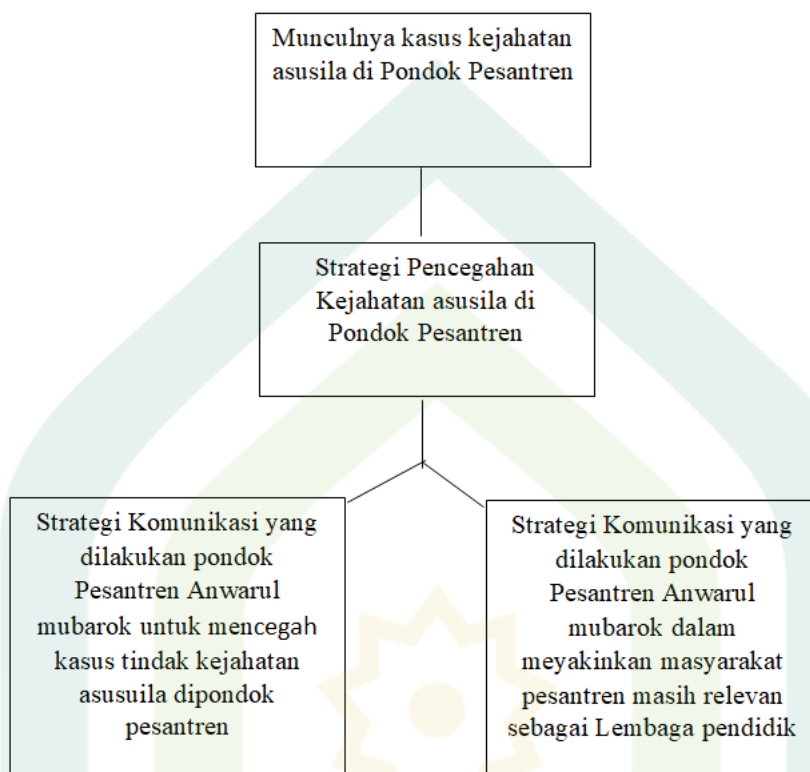 Munculnya kasus kejahatan
asusila di Pondok Pesantren
Strategi Pencegahan
Kejahatan asusila di
Pondok Pesantren
Strategi Komunikasi yang
dilakukan pondok
Pesantren Anwarul
mubarok untuk mencegah
kasus tindak kejahatan
asusuila dipondok
pesantren
Strategi Komunikasi yang
dilakukan pondok
Pesantren Anwarul
mubarok dalam
meyakinkan masyarakat
pesantren masih relevan
sebagai Lembaga pendidik